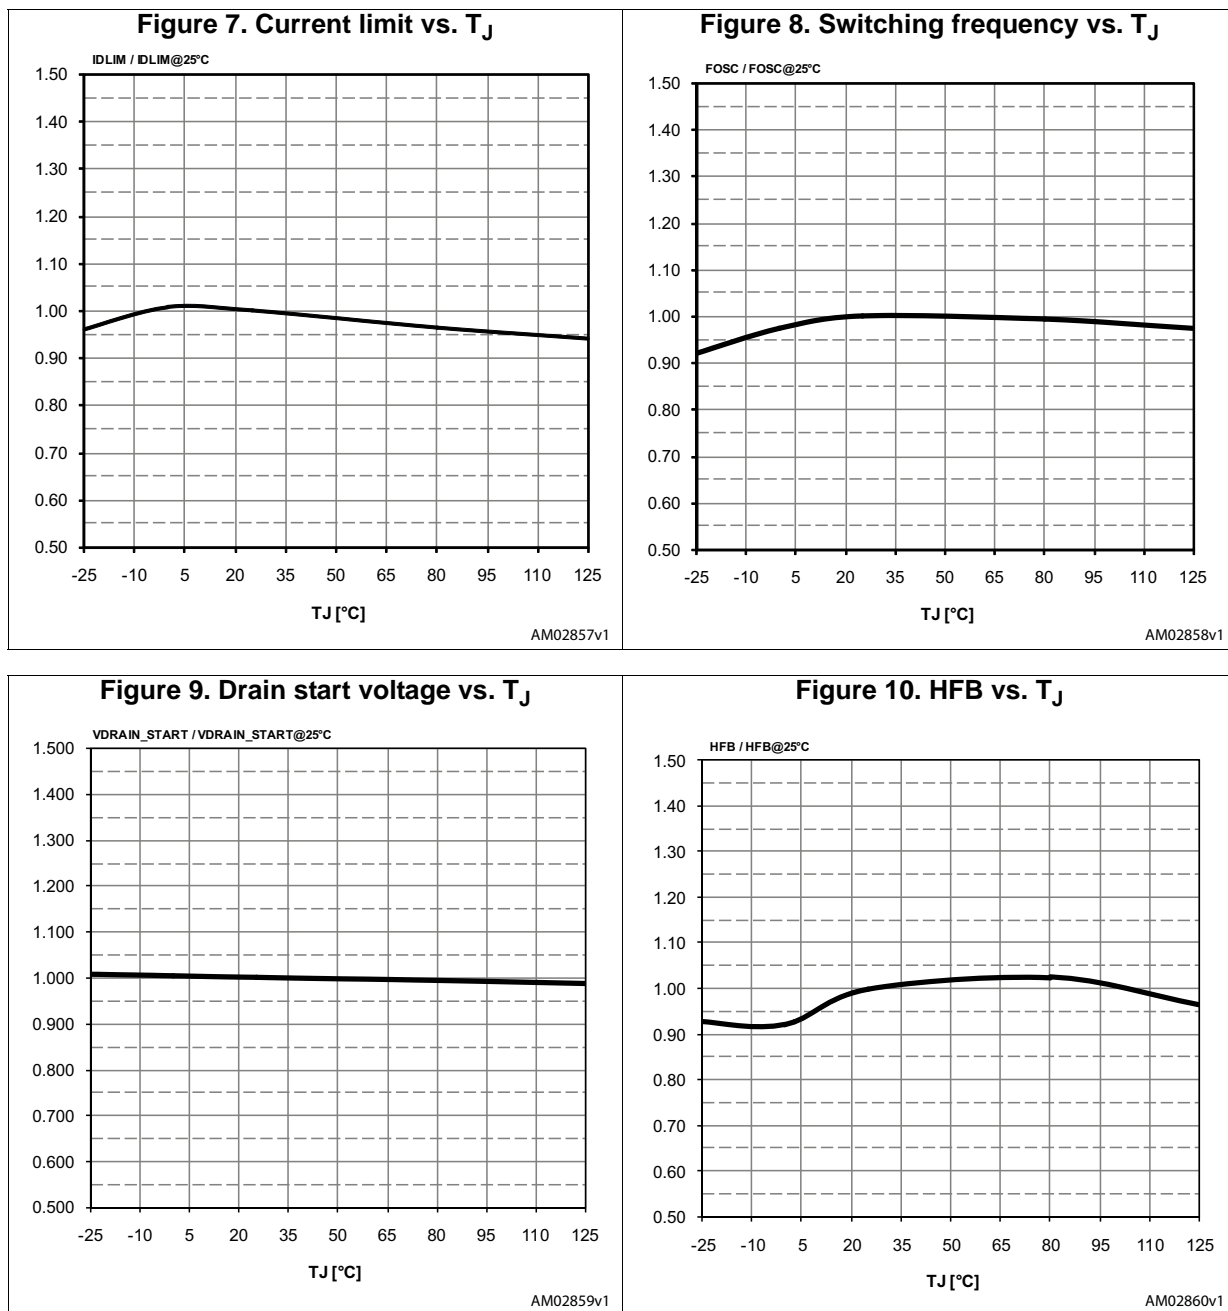 Figure 7. Current limit vs. TJ
IDLIM / IDLIM@25°C
1.50
1.40
1.30
1.20
1.10
1.00
0.90
0.80
0.70
0.60
0.50
-25 -10 5 20 35 50 65 80 95 110 125
TJ [°C]
AM02857v1
Figure 8. Switching frequency vs. TJ
FOSC / FOSC@25°C
1.50
1.40
1.30
1.20
1.10
1.00
0.90
0.80
0.70
0.60
0.50
-25 -10 5 20 35 50 65 80 95 110 125
TJ [°C]
AM02858v1
Figure 9. Drain start voltage vs. TJ
VDRAIN_START / VDRAIN_START@25°C
1.500
1.400
1.300
1.200
1.100
1.000
0.900
0.800
0.700
0.600
0.500
-25 -10 5 20 35 50 65 80 95 110 125
TJ [°C]
AM02859v1
Figure 10. HFB vs. TJ
HFB / HFB@25°C
1.50
1.40
1.30
1.20
1.10
1.00
0.90
0.80
0.70
0.60
0.50
-25 -10 5 20 35 50 65 80 95 110 125
TJ [°C]
AM02860v1